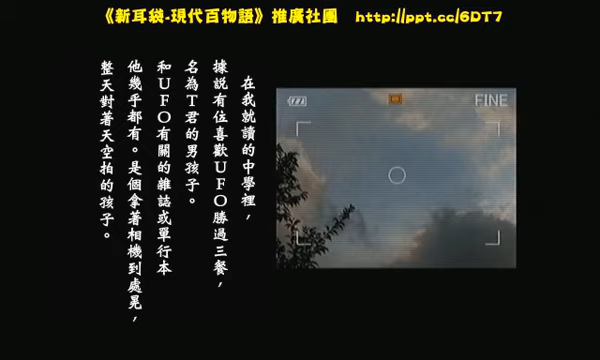 《新耳袋-現代百物語》推廣社團 http://ppt.cc/6DT7
在我就讀的中學裡，
據說有位喜歡UFO勝過三餐，
名為T君的男孩子。
和UFO有關的雜誌或單行本
他幾乎都有。是個拿著相機到處晃，
整天對著天空拍的孩子。
FINE